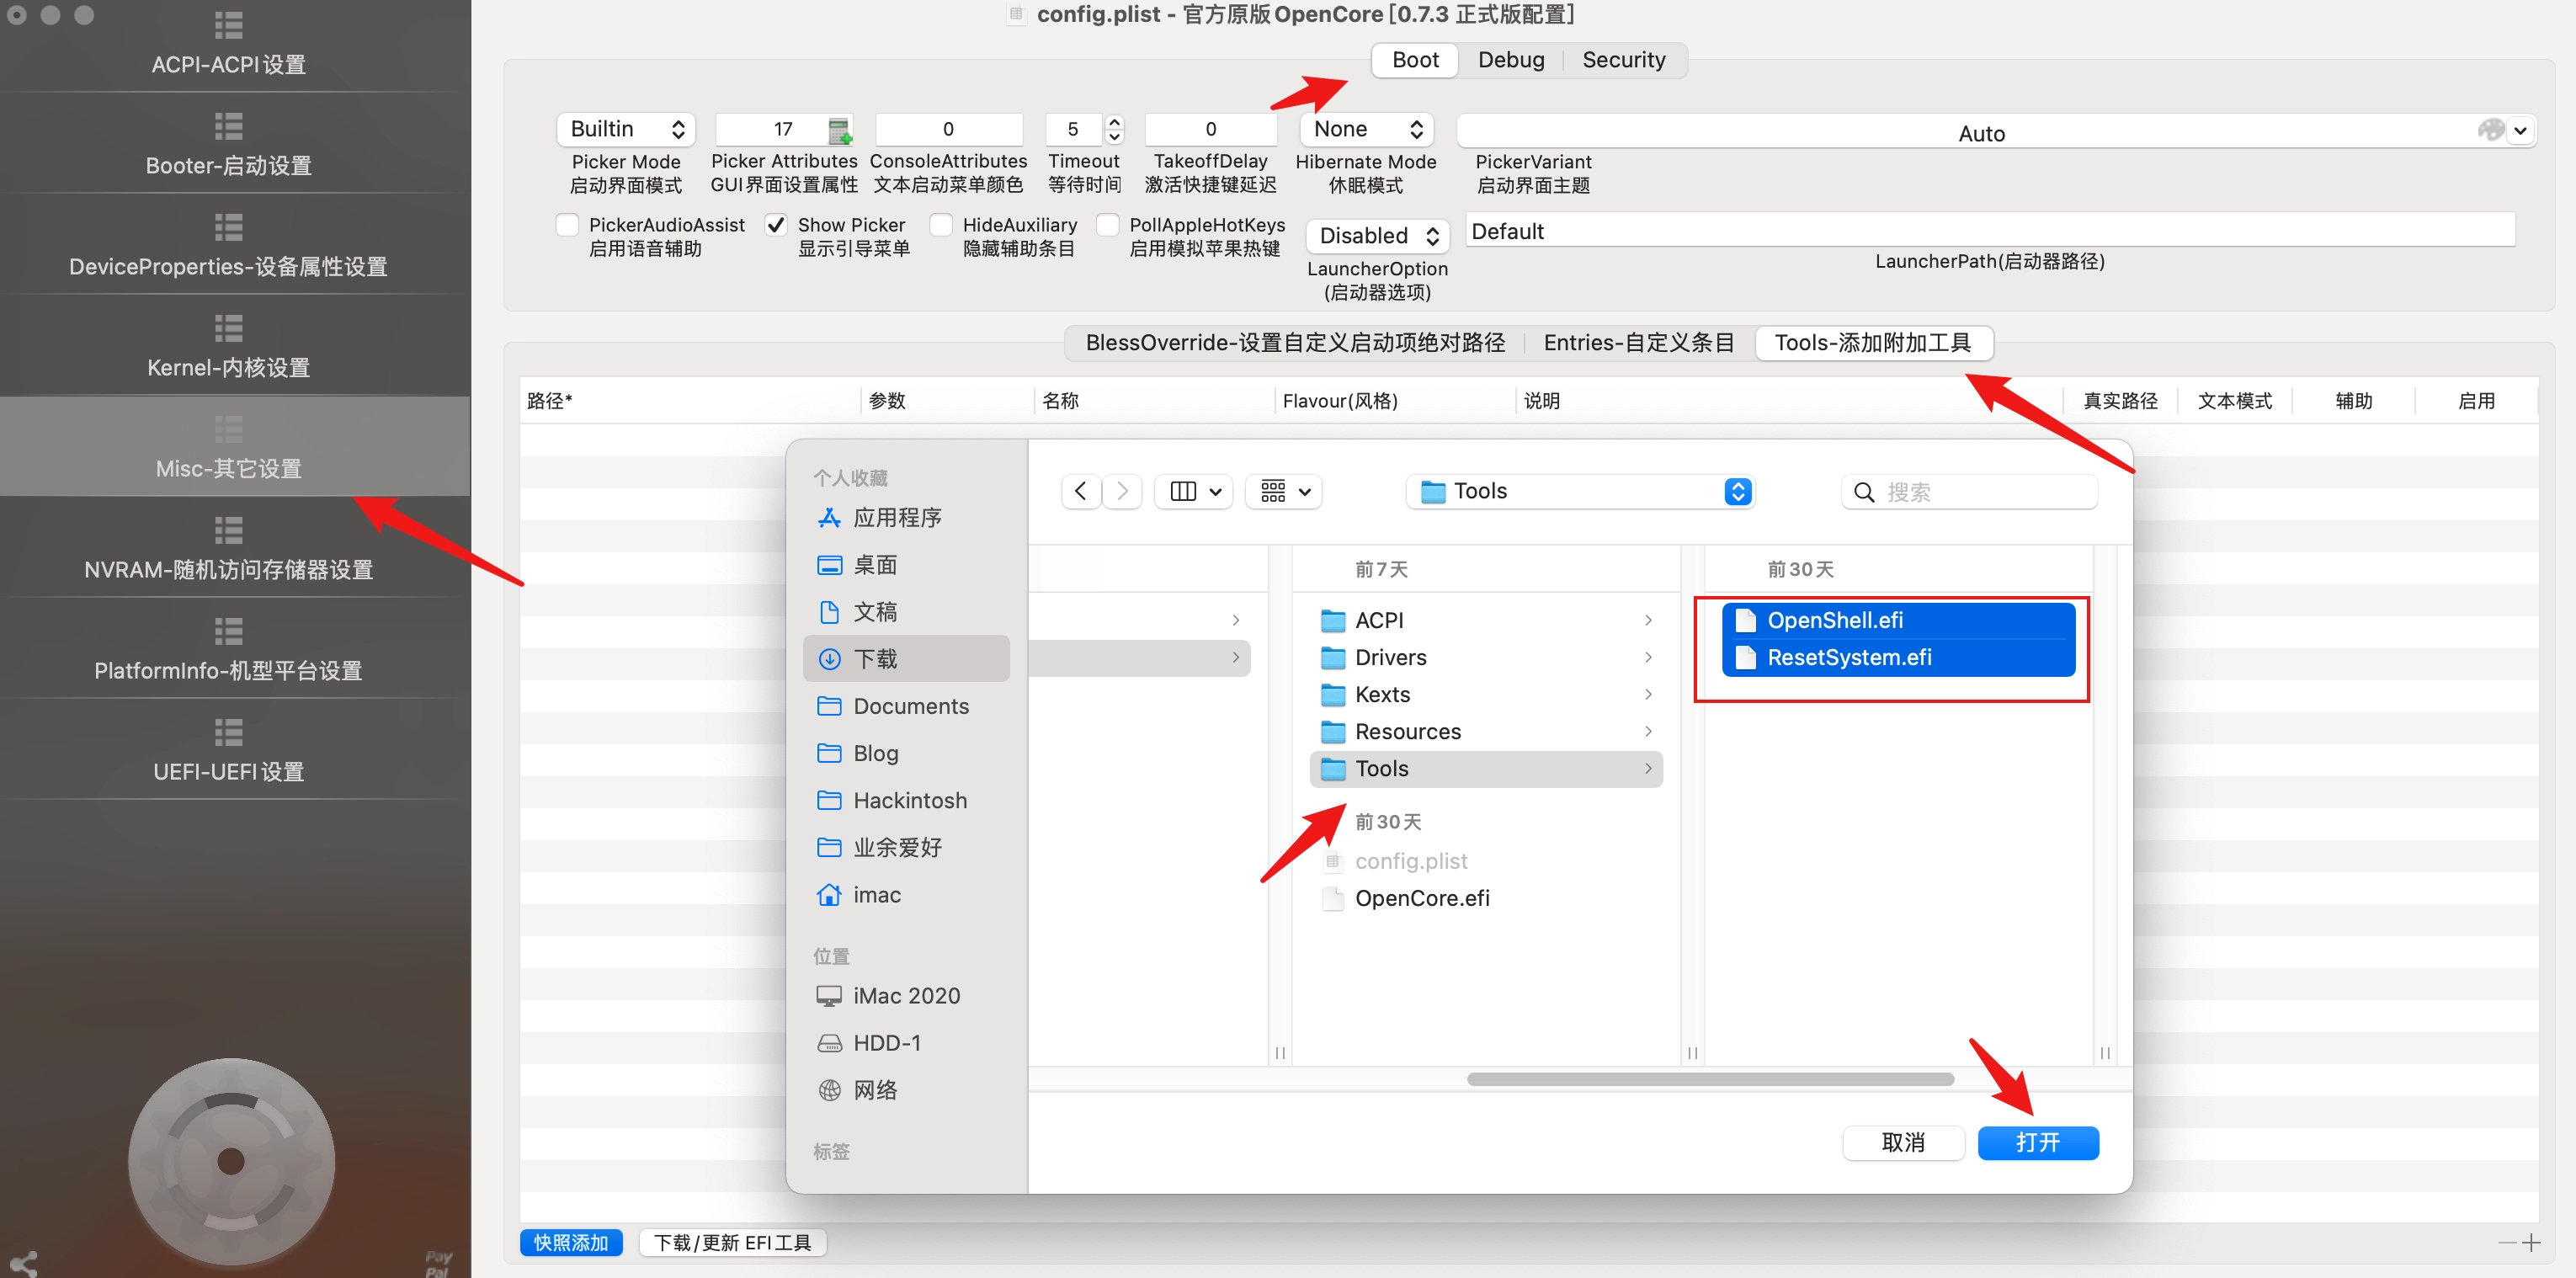 config.plist - 官方原版OpenCore[0.7.3 正式版配置]
ACPI-ACPI设置
Booter-启动设置
DeviceProperties-设备属性设置
Kernel-内核设置
Misc-其它设置
NVRAM-随机访问存储器设置
PlatformInfo-机型平台设置
UEFI-UEFI设置
Pay
Pal
Boot
Debug
Security
Builtin
17
0
5
0
None
Auto
Picker Mode
启动界面模式
Picker Attributes
GUI界面设置属性
ConsoleAttributes
文本启动菜单颜色
Timeout
等待时间
TakeoffDelay
激活快捷键延迟
Hibernate Mode
休眠模式
PickerVariant
启动界面主题
PickerAudioAssist
启用语音辅助
Show Picker
显示引导菜单
HideAuxiliary
隐藏辅助条目
PollAppleHotKeys
启用模拟苹果热键
Disabled
LauncherOption
(启动器选项)
Default
LauncherPath(启动器路径)
BlessOverride-设置自定义启动项绝对路径
Entries-自定义条目
Tools-添加附加工具
路径*
参数
名称
Flavour(风格)
说明
真实路径
文本模式
辅助
启用
个人收藏
应用程序
桌面
文稿
下载
Documents
Blog
Hackintosh
业余爱好
imac
位置
iMac 2020
HDD-1
网络
标签
Tools
搜索
前7天
ACPI
Drivers
Kexts
Resources
Tools
前30天
config.plist
OpenCore.efi
前30天
OpenShell.efi
ResetSystem.efi
取消
打开
快照添加
下载/更新 EFI工具